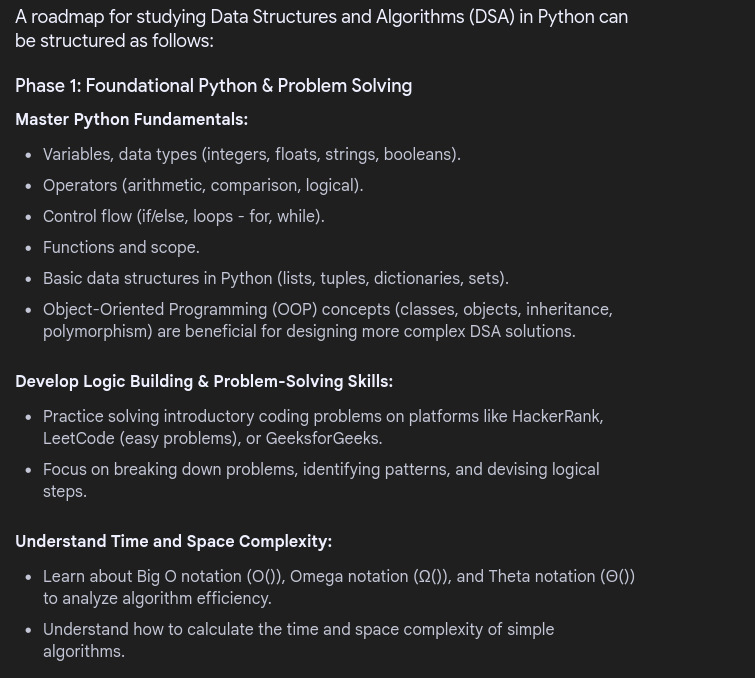 A roadmap for studying Data Structures and Algorithms (DSA) in Python can
be structured as follows:
Phase 1: Foundational Python & Problem Solving
Master Python Fundamentals:
• Variables, data types (integers, floats, strings, booleans).
• Operators (arithmetic, comparison, logical).
• Control flow (if/else, loops - for, while).
• Functions and scope.
• Basic data structures in Python (lists, tuples, dictionaries, sets).
• Object-Oriented Programming (OOP) concepts (classes, objects, inheritance,
polymorphism) are beneficial for designing more complex DSA solutions.
Develop Logic Building & Problem-Solving Skills:
• Practice solving introductory coding problems on platforms like HackerRank,
LeetCode (easy problems), or GeeksforGeeks.
• Focus on breaking down problems, identifying patterns, and devising logical
steps.
Understand Time and Space Complexity:
• Learn about Big O notation (O()), Omega notation (Ω()), and Theta notation (Θ())
to analyze algorithm efficiency.
• Understand how to calculate the time and space complexity of simple
algorithms.